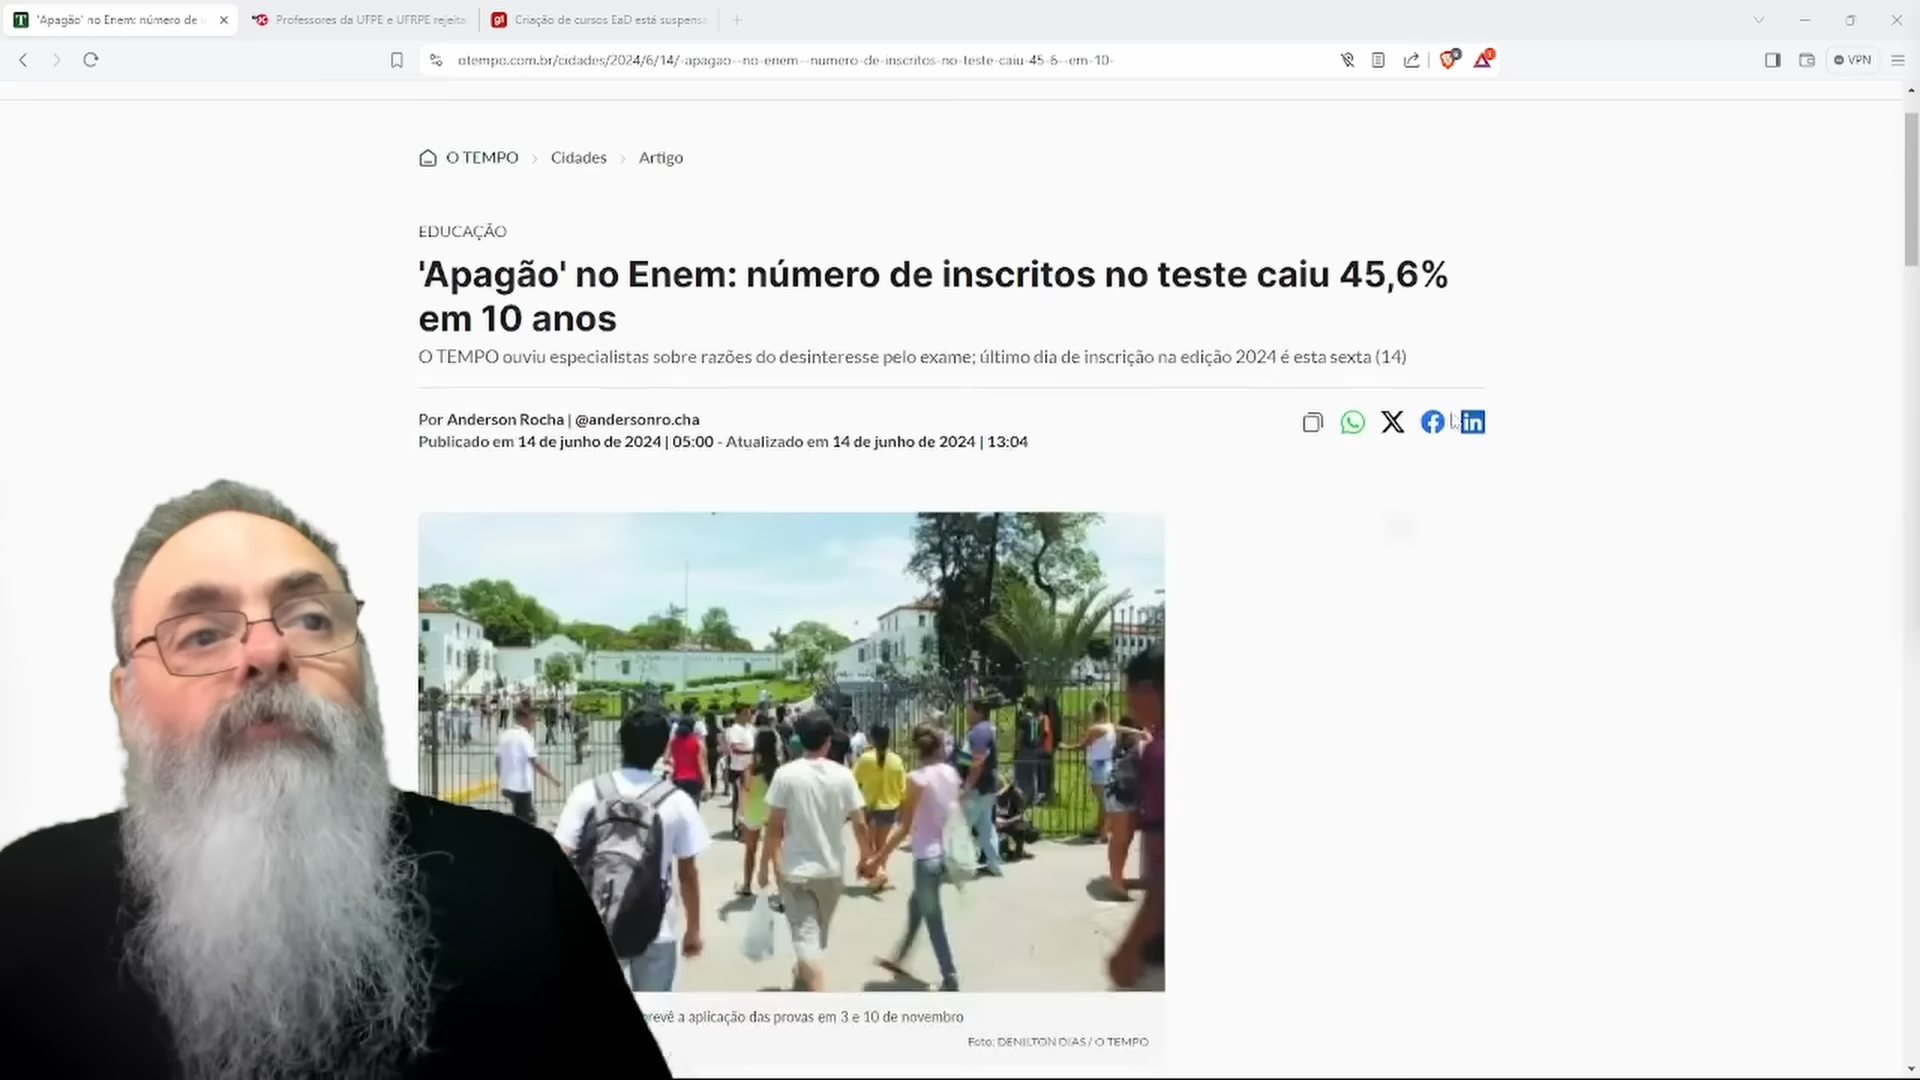 'Apagão' no Enem: número de i
Professores da UFPE e UFRPE rejeita
Criação de cursos EaD está suspensa
otempo.com.br/cidades/2024/6/14/-apagao--no-enem--numero-de-inscritos-no-teste-caiu-45-6--em-10-
VPN
O TEMPO > Cidades > Artigo
EDUCAÇÃO
'Apagão' no Enem: número de inscritos no teste caiu 45,6%
em 10 anos
O TEMPO ouviu especialistas sobre razões do desinteresse pelo exame; último dia de inscrição na edição 2024 é esta sexta (14)
Por Anderson Rocha | @andersonro.cha
Publicado em 14 de junho de 2024 | 05:00 - Atualizado em 14 de junho de 2024 | 13:04
revê a aplicação das provas em 3 e 10 de novembro
Foto: DENILTON DIAS / O TEMPO